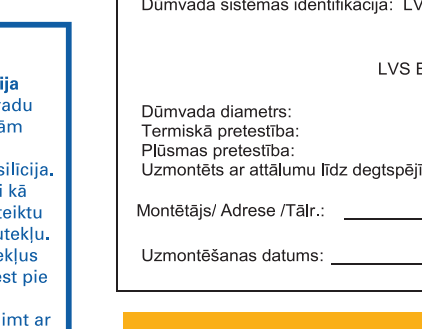 ija
adu
ām
silīcija.
i kā
teiktu
utekļu.
ekļus
est pie
imt ar
Dūmvada sistēmas identifikācija: LV
LVS E
Dūmvada diametrs:
Termiskā pretestība:
Plūsmas pretestība:
Uzmontēts ar attālumu līdz degtspējī
Montētājs/ Adrese /Tālr.:
Uzmontēšanas datums: